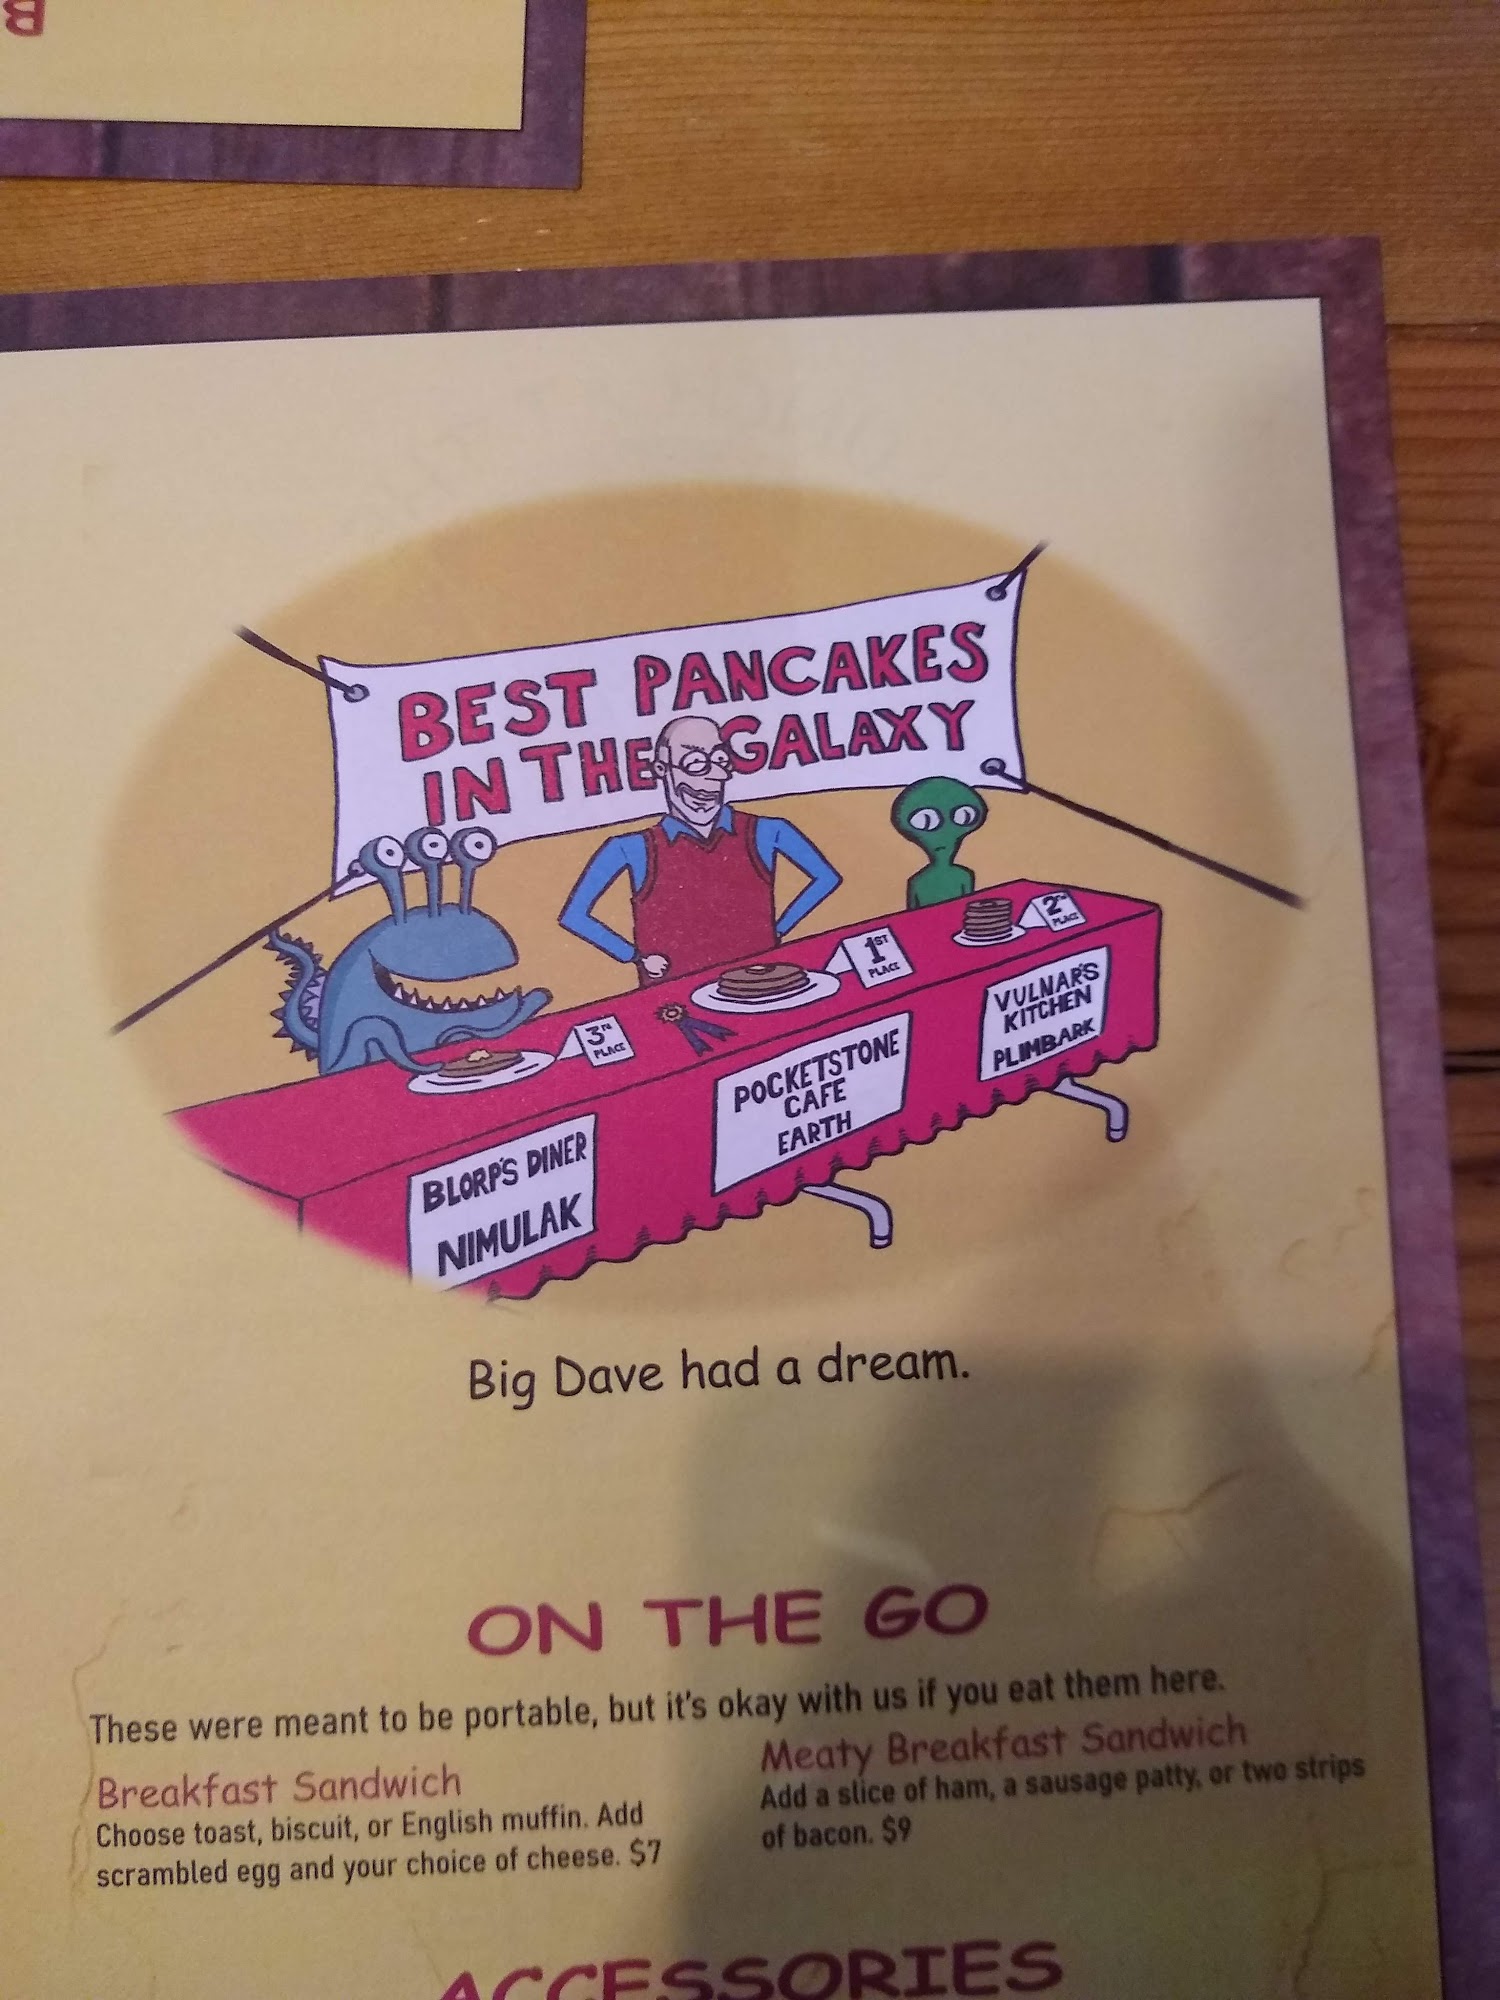 B
BEST PANCAKES
IN THE GALAXY
3RD
PLACE
1ST
PLACE
2ND
PLACE
BLORP'S DINER
NIMULAK
POCKETSTONE
CAFE
EARTH
VULNAR'S
KITCHEN
PLIMBARK
Big Dave had a dream.
ON THE GO
These were meant to be portable, but it's okay with us if you eat them here.
Breakfast Sandwich
Choose toast, biscuit, or English muffin. Add
scrambled egg and your choice of cheese. $7
Meaty Breakfast Sandwich
Add a slice of ham, a sausage patty, or two strips
of bacon. $9
ACCESSORIES